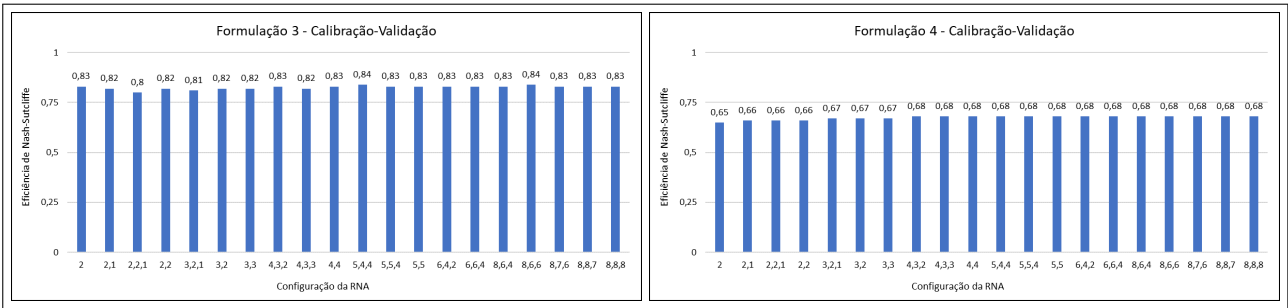 Formulação 3 - Calibração-Validação
1
0,75
0,5
0,25
0
Eficiência de Nash-Sutcliffe
0,83 0,82 0,8 0,82 0,81 0,82 0,82 0,83 0,82 0,83 0,84 0,83 0,83 0,83 0,83 0,83 0,84 0,83 0,83 0,83
2 2,1 2,2,1 2,2 3,2,1 3,2 3,3 4,3,2 4,3,3 4,4 5,4,4 5,5,4 5,5 6,4,2 6,6,4 8,6,4 8,6,6 8,7,6 8,8,7 8,8,8
Configuração da RNA
Formulação 4 - Calibração-Validação
1
0,75
0,5
0,25
0
Eficiência de Nash-Sutcliffe
0,65 0,66 0,66 0,66 0,67 0,67 0,67 0,68 0,68 0,68 0,68 0,68 0,68 0,68 0,68 0,68 0,68 0,68 0,68 0,68
2 2,1 2,2,1 2,2 3,2,1 3,2 3,3 4,3,2 4,3,3 4,4 5,4,4 5,5,4 5,5 6,4,2 6,6,4 8,6,4 8,6,6 8,7,6 8,8,7 8,8,8
Configuração da RNA